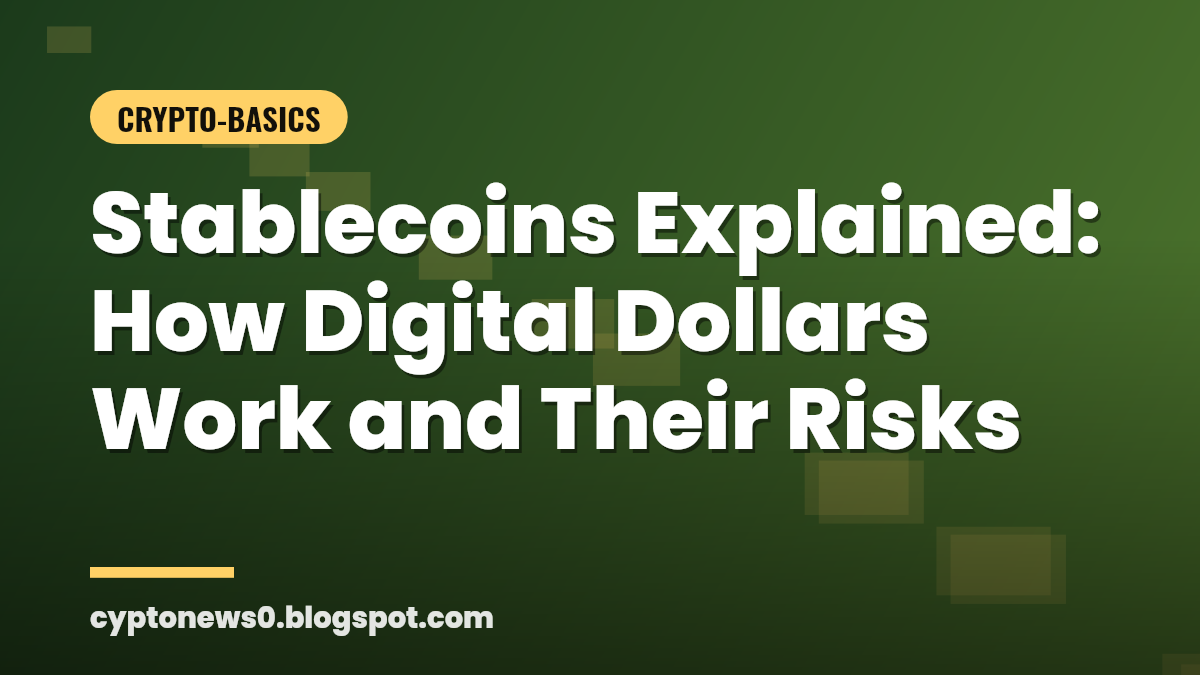 CRYPTO-BASICS
Stablecoins Explained:
How Digital Dollars
Work and Their Risks
cyptonews0.blogspot.com